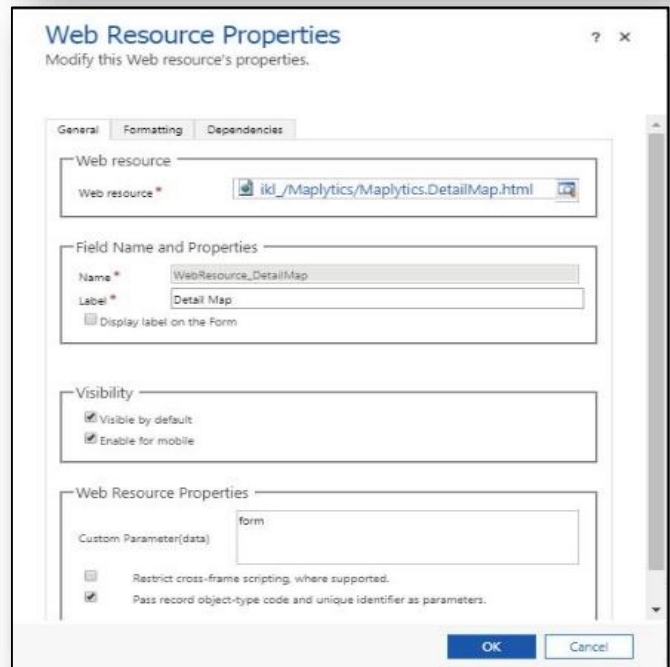 Web Resource Properties
? ×
Modify this Web resource's properties.
General Formatting Dependencies
Web resource
Web resource * ikl_/Maplytics/Maplytics.DetailMap.html
Field Name and Properties
Name * WebResource_DetailMap
Label * Detail Map
Display label on the Form
Visibility
Visible by default
Enable for mobile
Web Resource Properties
Custom Parameter(data) form
Restrict cross-frame scripting, where supported.
Pass record object-type code and unique identifier as parameters.
OK Cancel